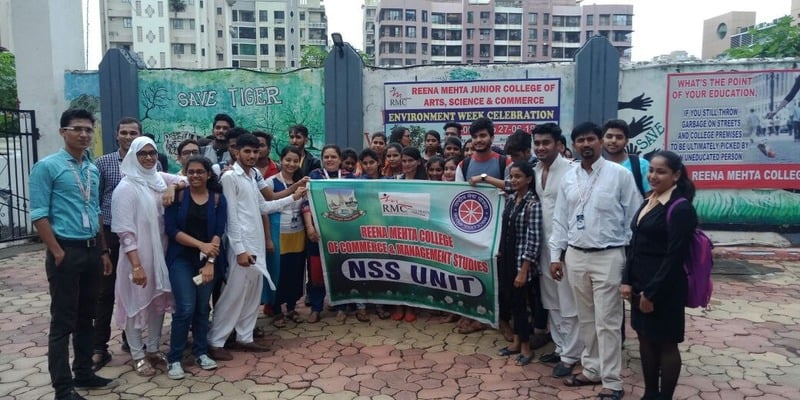 SAVE TIGER
RMC
REENA MEHTA JUNIOR COLLEGE OF
ARTS, SCIENCE & COMMERCE
ENVIRONMENT WEEK CELEBRATION
SAVE
WHAT'S THE POINT
OF YOUR EDUCATION.
IF YOU STILL THROW
GARBAGE ON STREETS
AND COLLEGE PREMISES
TO BE ULTIMATELY PICKED BY
UNEDUCATED PERSON
REENA MEHTA COLLEGE
RMC
REENA MEHTA COLLEGE
OF COMMERCE & MANAGEMENT STUDIES
NSS UNIT